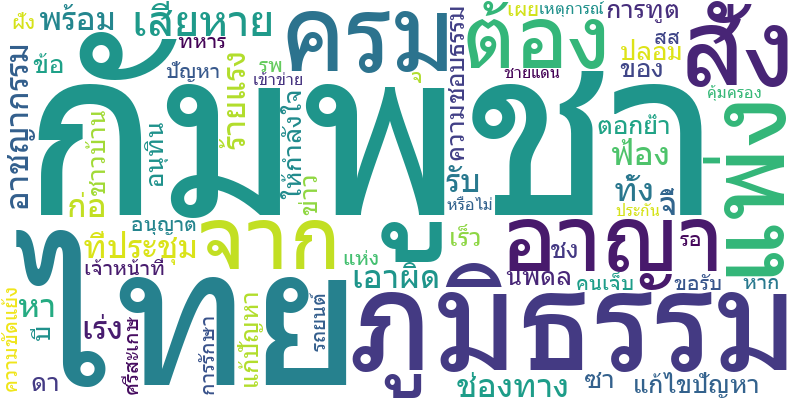 ฝั่ง
พร้อม
เสียหาย
ครม
ความชอบธรรม
ต้อง
เผย
เหตุการณ์
การทูต
สส
สั่ง
ทหาร
ข้อ
ปัญหา
ร้ายแรง
รพ
เข้าข่าย
ชายแดน
ปลอม
ของ
คุ้มครอง
อาชญากรรม
กัมพูชา
ชาวบ้าน
อนุทิน
ให้กำลังใจ
ข่าว
ตอกย้ำ
ฟ้อง
แพ่ง
รับ
ทั้ง
จี้
หรือไม่
ประกัน
ก่อ
อนุญาต
ที่ประชุม
จาก
เร็ว
อาญา
ชง
รอ
เจ้าหน้าที่
แห่ง
ไทย
เอาผิด
นพดล
คนเจ็บ
ขอรับ
หาก
ความขัดแย้ง
หา
ปี
เร่ง
ศรีสะเกษ
การรักษา
แก้ปัญหา
รถยนต์
ภูมิธรรม
ดา
ช่องทาง
ซา
แก้ไขปัญหา